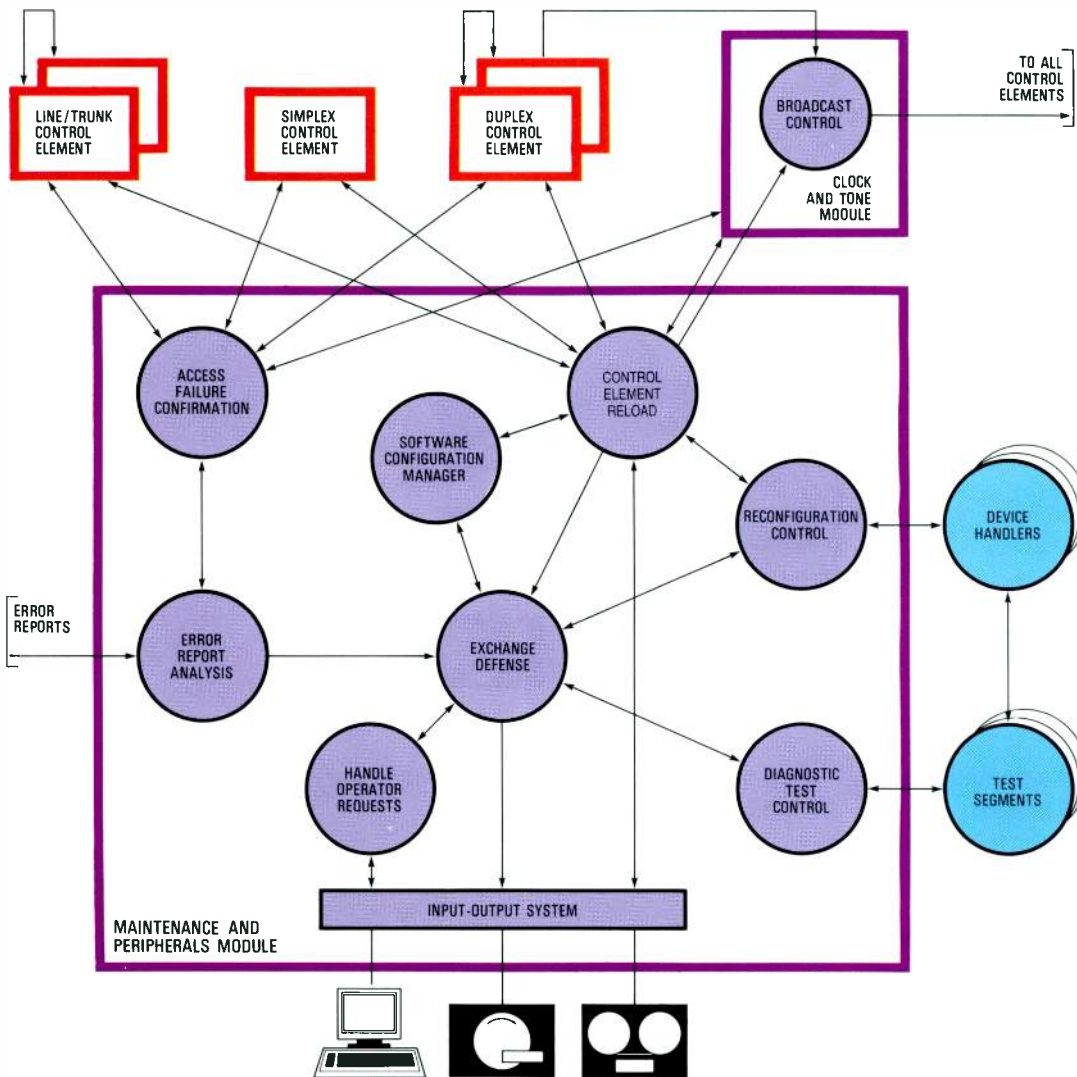 LINE/TRUNK
CONTROL
ELEMENT
SIMPLEX
CONTROL
ELEMENT
DUPLEX
CONTROL
ELEMENT
BROADCAST
CONTROL
CLOCK
AND TONE
MODULE
TO ALL
CONTROL
ELEMENTS
ACCESS
FAILURE
CONFIRMATION
CONTROL
ELEMENT
RELOAD
SOFTWARE
CONFIGURATION
MANAGER
RECONFIGURATION
CONTROL
DEVICE
HANDLERS
ERROR
REPORTS
ERROR
REPORT
ANALYSIS
EXCHANGE
DEFENSE
HANDLE
OPERATOR
REQUESTS
DIAGNOSTIC
TEST
CONTROL
TEST
SEGMENTS
INPUT-OUTPUT SYSTEM
MAINTENANCE AND
PERIPHERALS MODULE